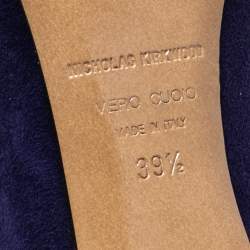 NICHOLAS KIRKWOOD
VERO CUOIO
MADE IN ITALY
39½